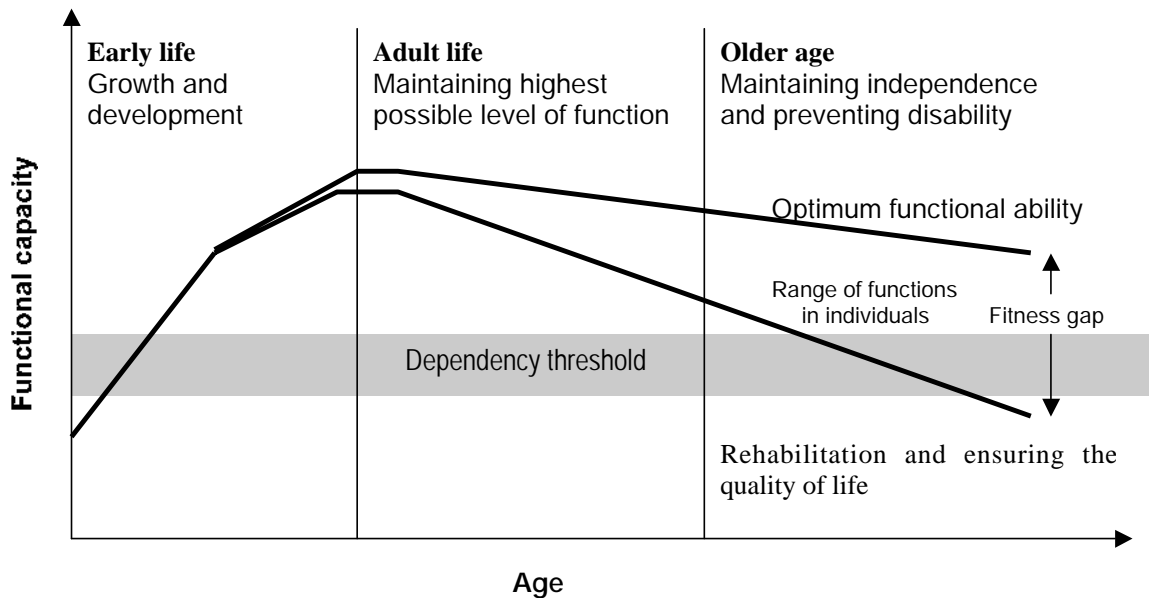 Early life
Growth and
development
Adult life
Maintaining highest
possible level of function
Older age
Maintaining independence
and preventing disability
Functional capacity
Optimum functional ability
Range of functions
in individuals
Fitness gap
Dependency threshold
Rehabilitation and ensuring the
quality of life
Age